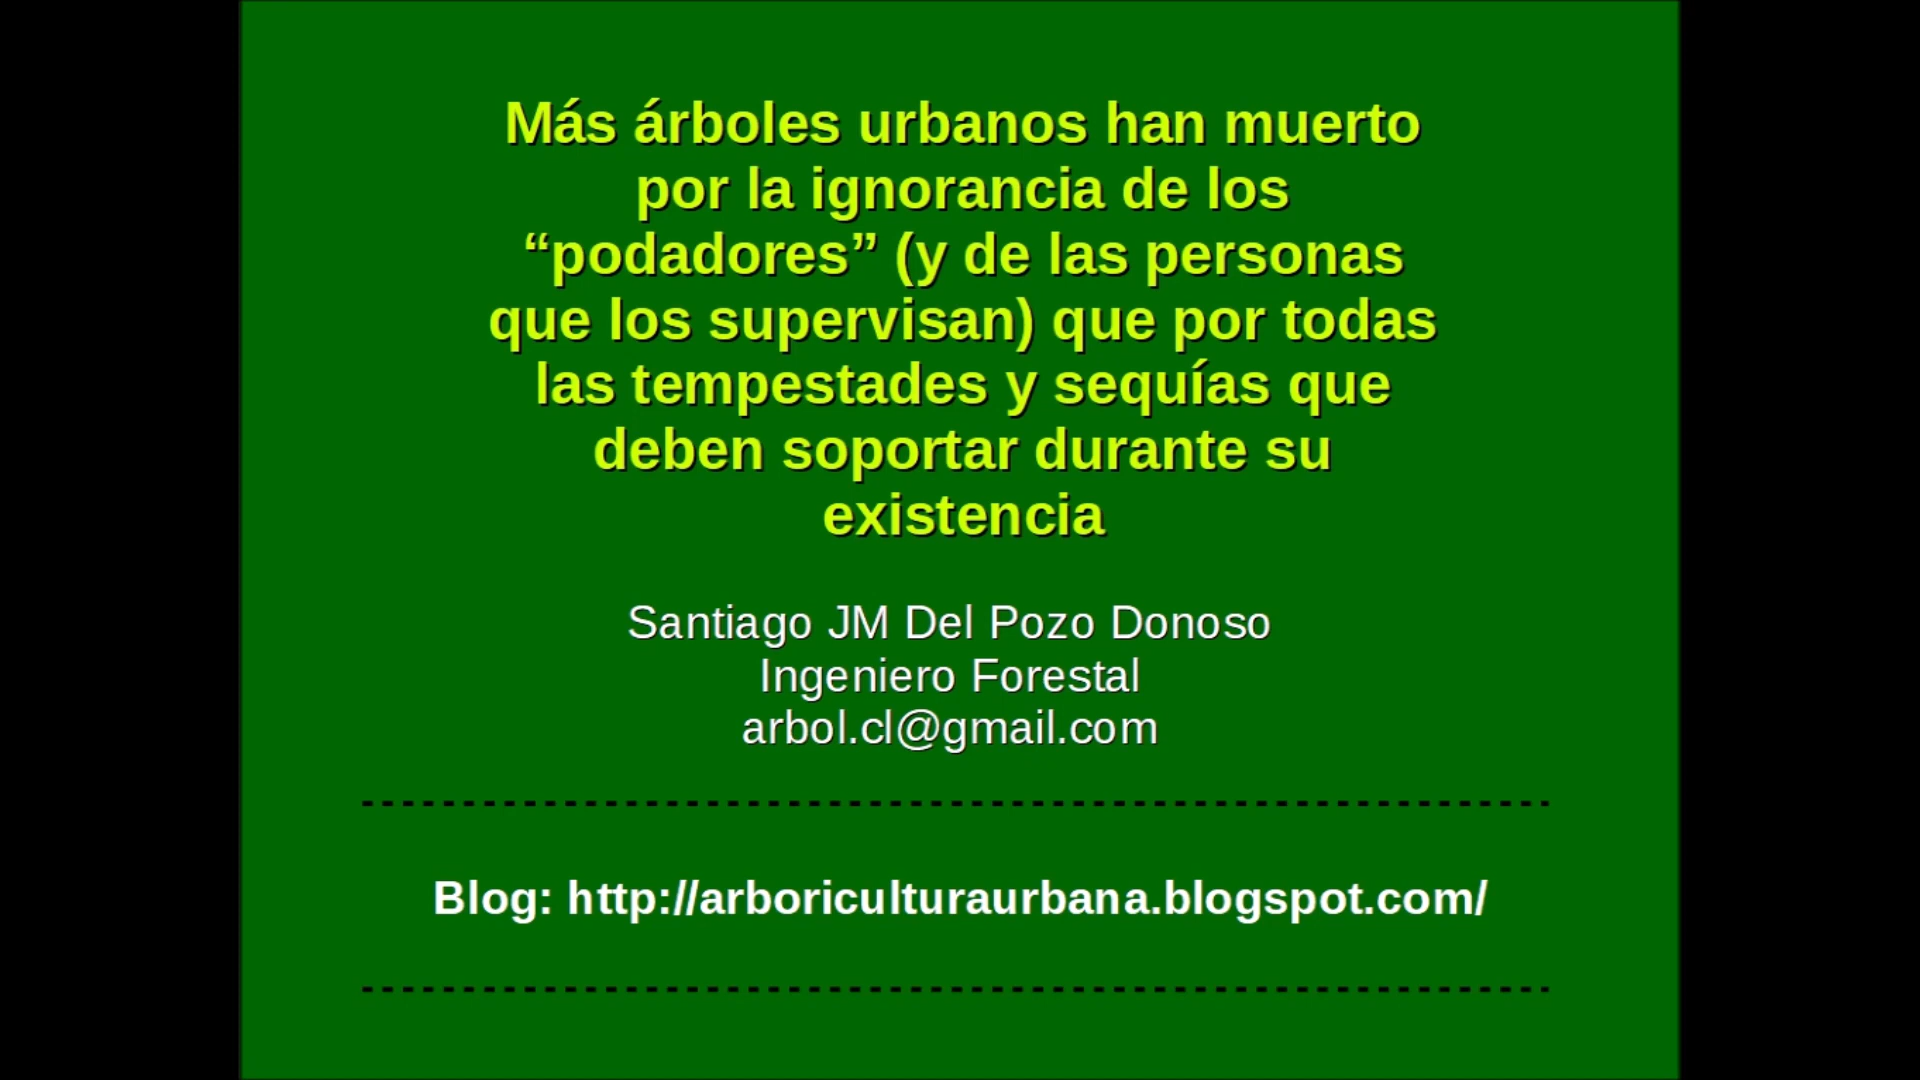 Más árboles urbanos han muerto
por la ignorancia de los
“podadores” (y de las personas
que los supervisan) que por todas
las tempestades y sequías que
deben soportar durante su
existencia
Santiago JM Del Pozo Donoso
Ingeniero Forestal
arbol.cl@gmail.com
Blog: http://arboriculturaurbana.blogspot.com/